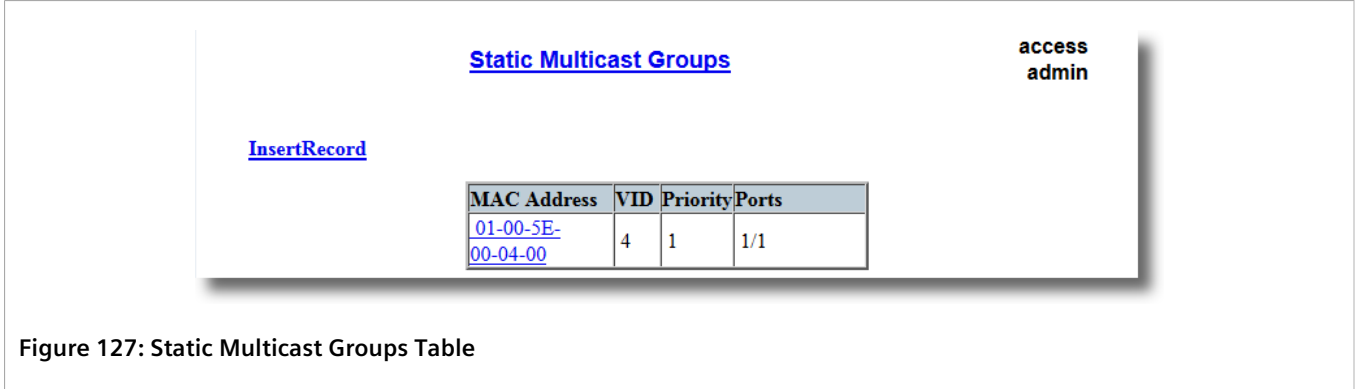 Static Multicast Groups
access
admin
InsertRecord
MAC Address VID Priority Ports
01-00-5E-
00-04-00 4 1 1/1
Figure 127: Static Multicast Groups Table